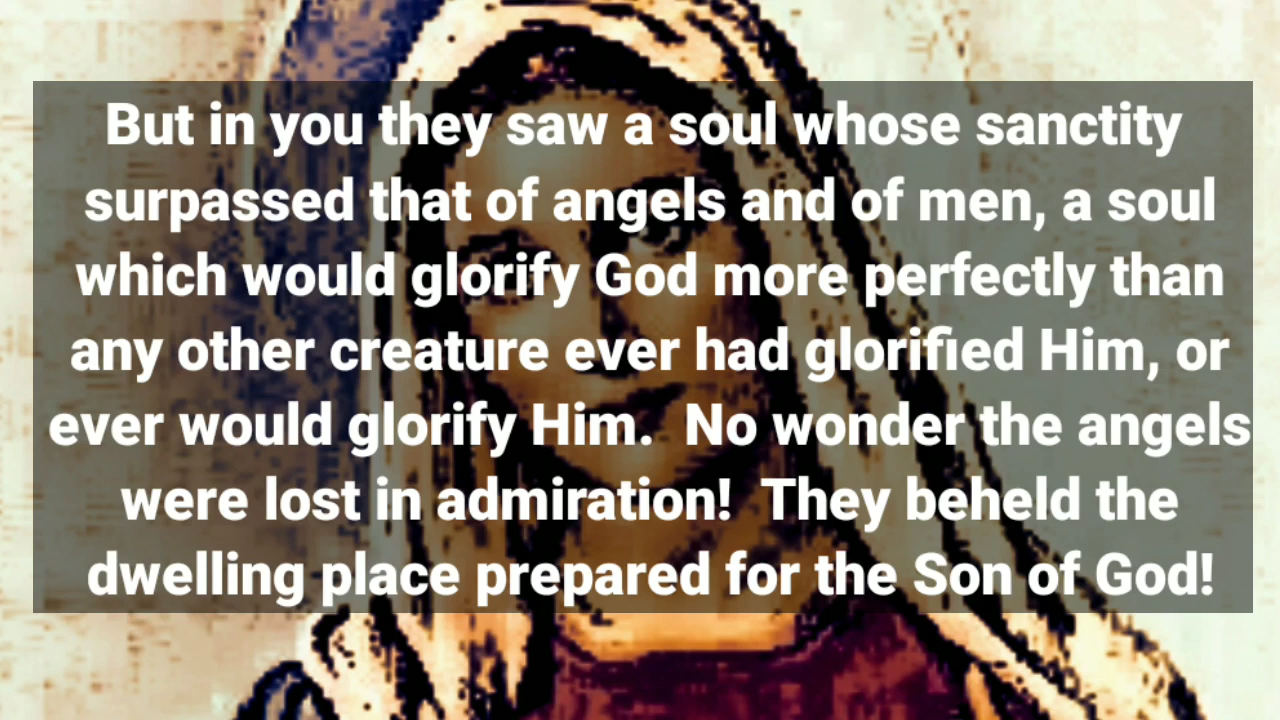 But in you they saw a soul whose sanctity
surpassed that of angels and of men, a soul
which would glorify God more perfectly than
any other creature ever had glorified Him, or
ever would glorify Him.  No wonder the angels
were lost in admiration!  They beheld the
dwelling place prepared for the Son of God!